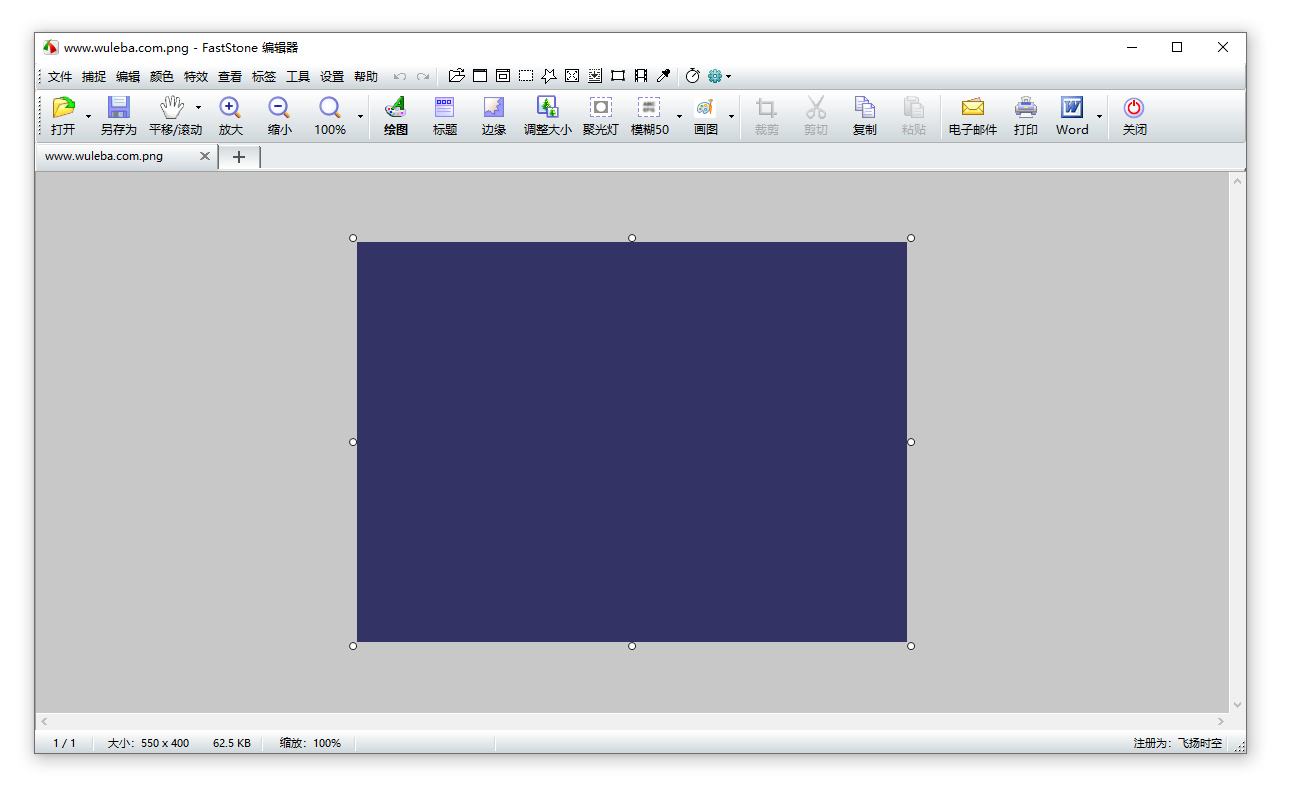 www.wuleba.com.png - FastStone 编辑器
文件 捕捉 编辑 颜色 特效 查看 标签 工具 设置 帮助
打开 另存为 平移/滚动 放大 缩小 100% 绘图 标题 边缘 调整大小 聚光灯 模糊50 画图 裁剪 剪切 复制 粘贴 电子邮件 打印 Word 关闭
www.wuleba.com.png
1 / 1 大小: 550 x 400 62.5 KB 缩放: 100% 注册为: 飞扬时空